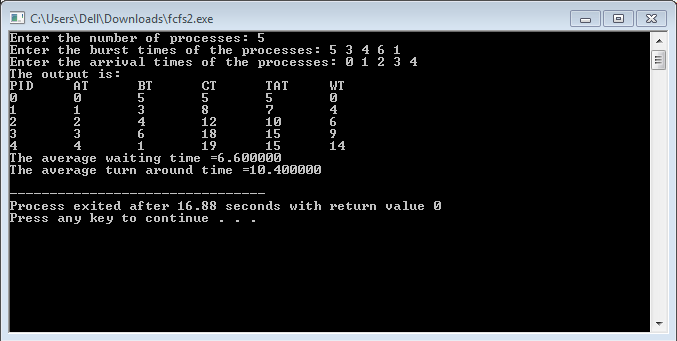 C:\Users\Dell\Downloads\fcfs2.exe
Enter the number of processes: 5
Enter the burst times of the processes: 5 3 4 6 1
Enter the arrival times of the processes: 0 1 2 3 4
The output is:
PID AT BT CT TAT WT
0 0 5 5 5 0
1 1 3 8 7 4
2 2 4 12 10 6
3 3 6 18 15 9
4 4 1 19 15 14
The average waiting time =6.600000
The average turn around time =10.400000
--------------------------------
Process exited after 16.88 seconds with return value 0
Press any key to continue . . .